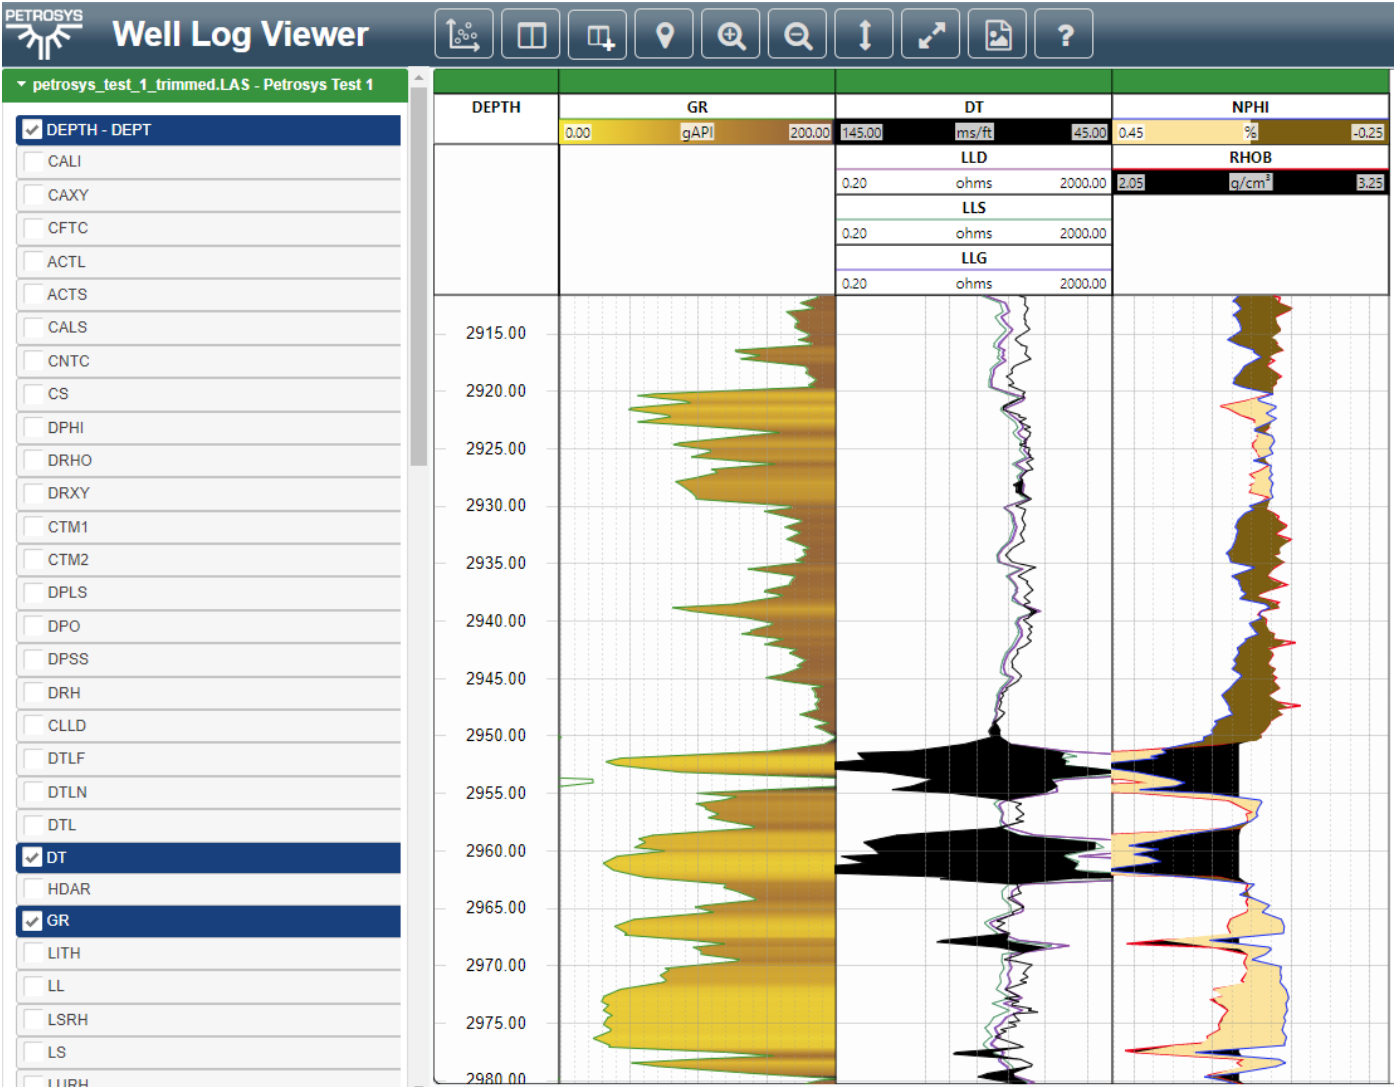 PETROSYS
Well Log Viewer
?
petrosys_test_1_trimmed.LAS - Petrosys Test 1
DEPTH - DEPT
CALI
CAXY
CFTC
ACTL
ACTS
CALS
CNTC
CS
DPHI
DRHO
DRXY
CTM1
CTM2
DPLS
DPO
DPSS
DRH
CLLD
DTLF
DTLN
DTL
DT
HDAR
GR
LITH
LL
LSRH
LS
LURH
DEPTH GR DT NPHI
0.00 gAPI 200.00 145.00 ms/ft 45.00 0.45 % -0.25
LLD RHOB
0.20 ohms 2000.00 2.05 g/cm³ 3.25
LLS
0.20 ohms 2000.00
LLG
0.20 ohms 2000.00
2915.00
2920.00
2925.00
2930.00
2935.00
2940.00
2945.00
2950.00
2955.00
2960.00
2965.00
2970.00
2975.00
2980.00